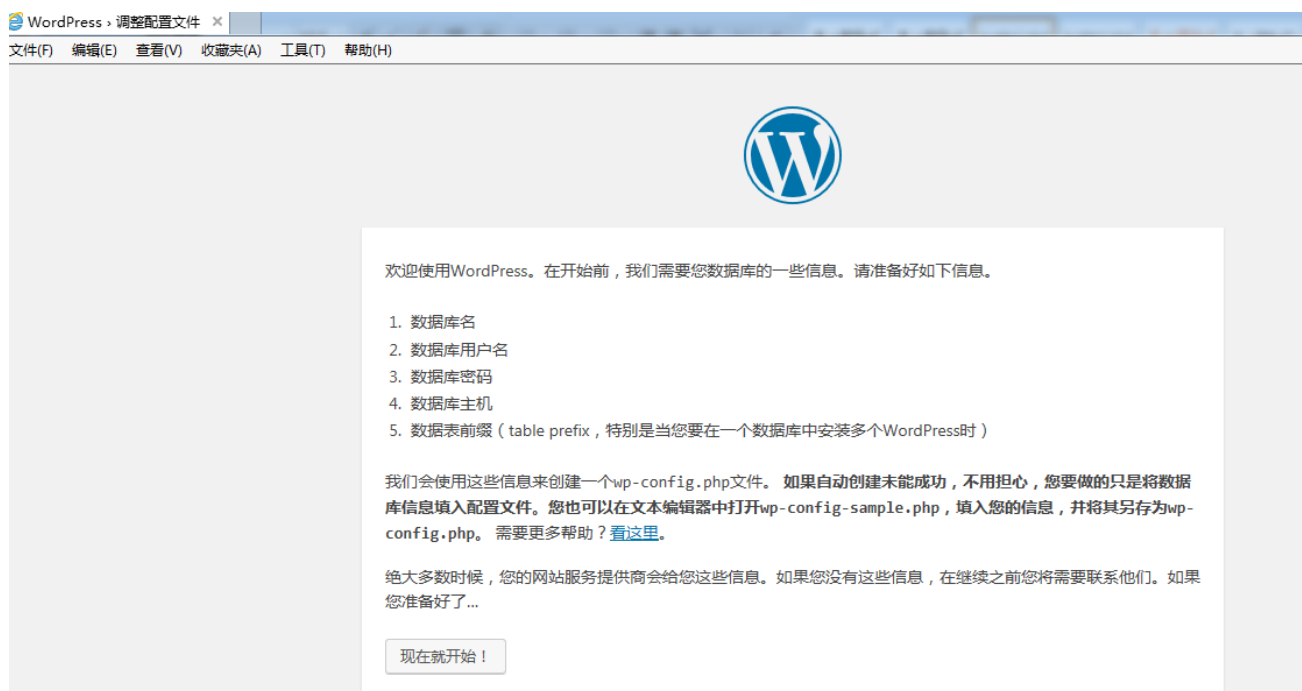 WordPress › 调整配置文件 ×
文件(F) 编辑(E) 查看(V) 收藏夹(A) 工具(T) 帮助(H)
欢迎使用WordPress。在开始前，我们需要您数据库的一些信息。请准备好如下信息。
1. 数据库名
2. 数据库用户名
3. 数据库密码
4. 数据库主机
5. 数据表前缀（table prefix，特别是当您要在一个数据库中安装多个WordPress时）
我们会使用这些信息来创建一个wp-config.php文件。 如果自动创建未能成功，不用担心，您要做的只是将数据
库信息填入配置文件。您也可以在文本编辑器中打开wp-config-sample.php，填入您的信息，并将其另存为wp-
config.php。 需要更多帮助？看这里。
绝大多数时候，您的网站服务提供商会给您这些信息。如果您没有这些信息，在继续之前您将需要联系他们。如果
您准备好了...
现在就开始！